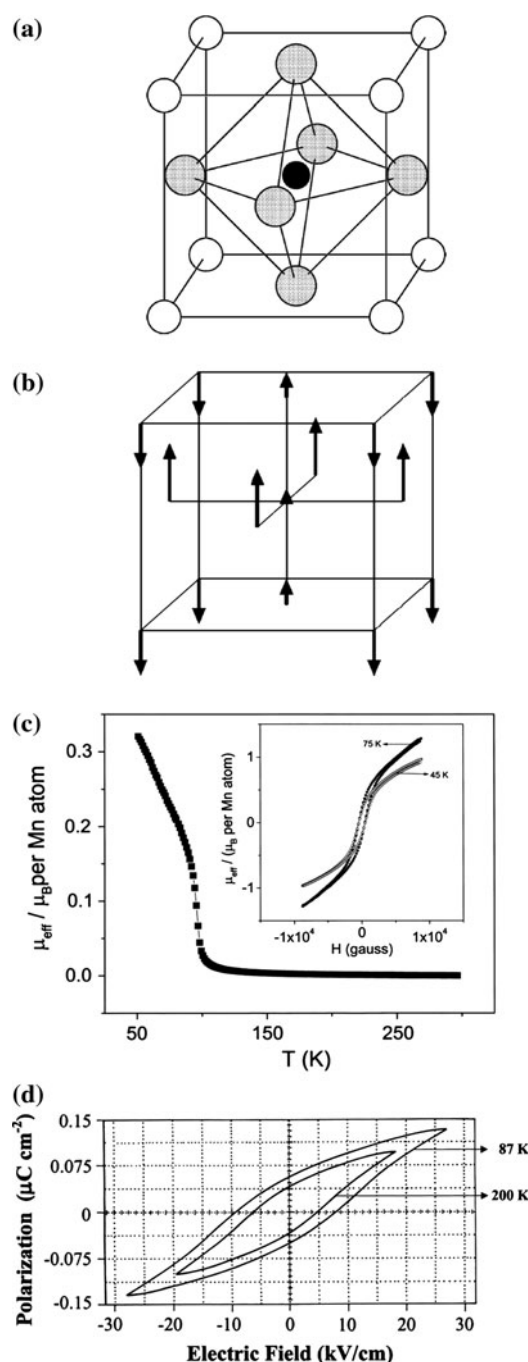 (a)
(b)
(c)
μeff / μB per Mn atom
0.3
0.2
0.1
0.0
50
150
250
T (K)
μeff / (μB per Mn atom)
1
0
-1
75 K
45 K
-1x10⁴
0
1x10⁴
H (gauss)
(d)
Polarization (μC cm⁻²)
0.15
0.075
0
-0.075
-0.15
87 K
200 K
-30
-20
-10
0
10
20
30
Electric Field (kV/cm)